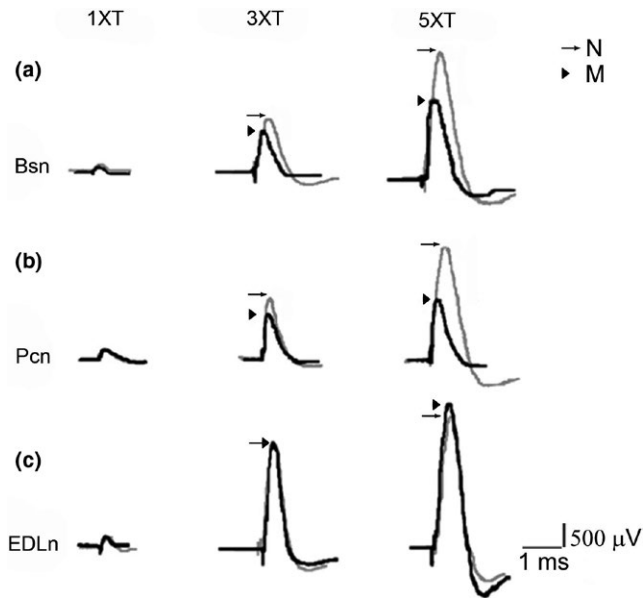 1XT 3XT 5XT
N
M
(a)
Bsn
(b)
Pcn
(c)
EDLn
500 μV
1 ms